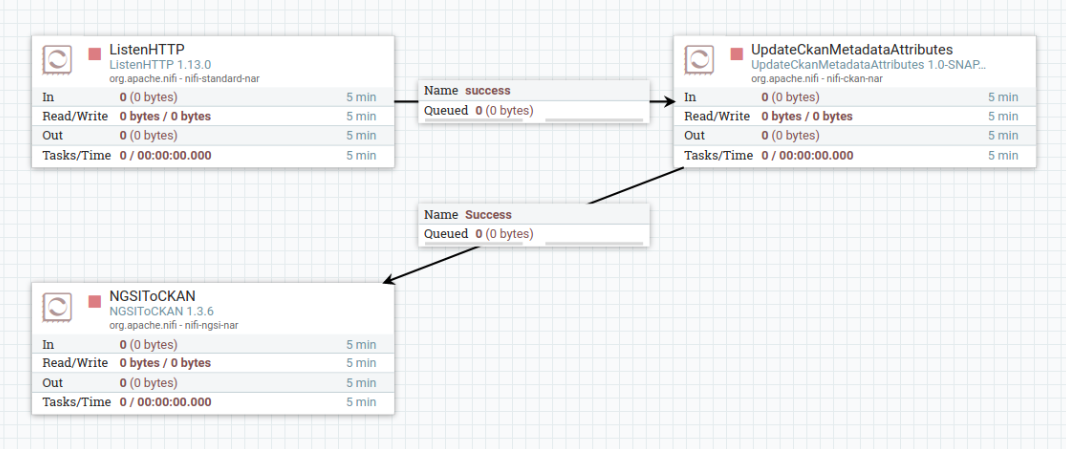 ListenHTTP
ListenHTTP 1.13.0
org.apache.nifi - nifi-standard-nar
In 0 (0 bytes) 5 min
Read/Write 0 bytes / 0 bytes 5 min
Out 0 (0 bytes) 5 min
Tasks/Time 0 / 00:00:00.000 5 min
Name success
Queued 0 (0 bytes)
UpdateCkanMetadataAttributes
UpdateCkanMetadataAttributes 1.0-SNAP...
org.apache.nifi - nifi-ckan-nar
In 0 (0 bytes) 5 min
Read/Write 0 bytes / 0 bytes 5 min
Out 0 (0 bytes) 5 min
Tasks/Time 0 / 00:00:00.000 5 min
Name Success
Queued 0 (0 bytes)
NGSIToCKAN
NGSIToCKAN 1.3.6
org.apache.nifi - nifi-ngsi-nar
In 0 (0 bytes) 5 min
Read/Write 0 bytes / 0 bytes 5 min
Out 0 (0 bytes) 5 min
Tasks/Time 0 / 00:00:00.000 5 min